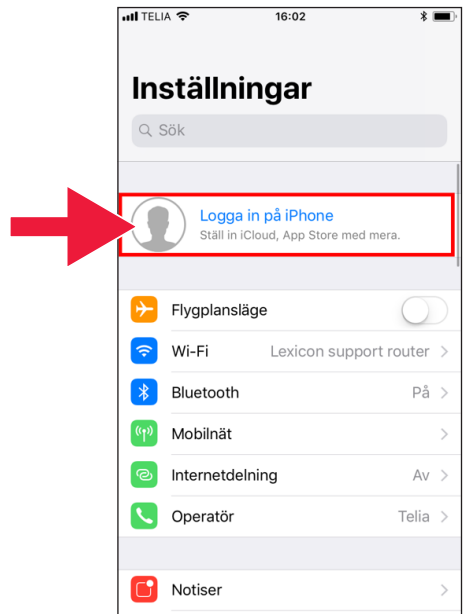 TELIA 16:02
Inställningar
Sök
Logga in på iPhone
Ställ in iCloud, App Store med mera.
Flygplansläge
Wi-Fi Lexicon support router
Bluetooth På
Mobilnät
Internetdelning Av
Operatör Telia
Notiser